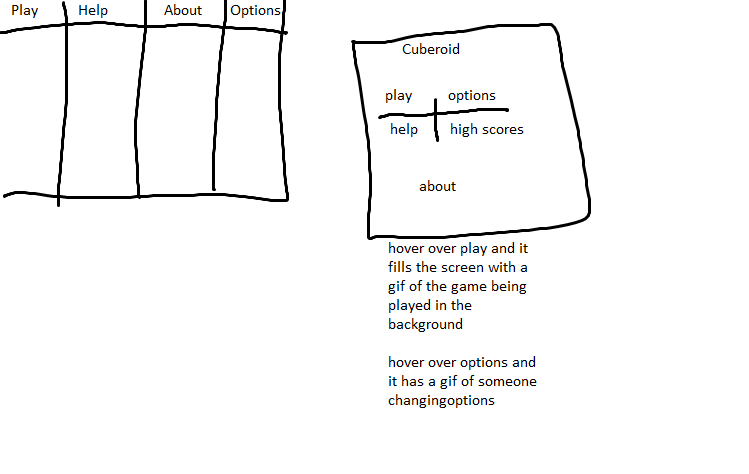 Play Help About Options
Cuberoid
play options
help high scores
about
hover over play and it
fills the screen with a
gif of the game being
played in the
background
hover over options and
it has a gif of someone
changingoptions